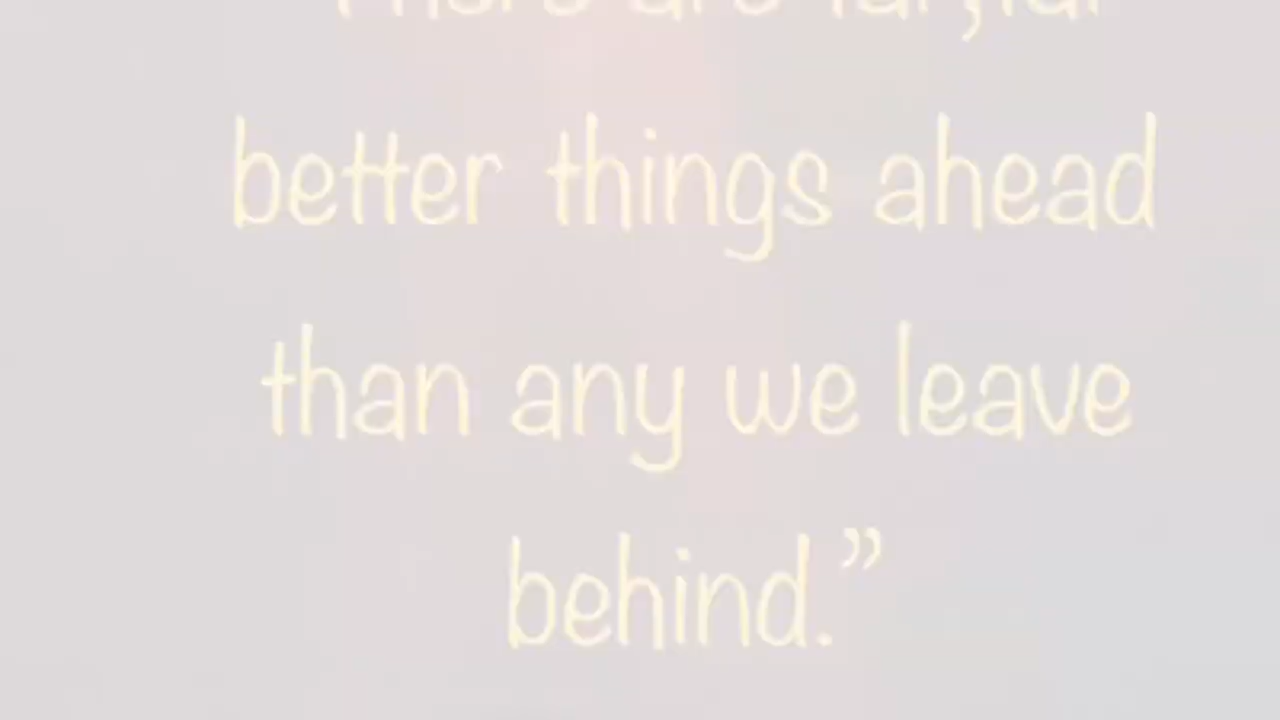 better things ahead
than any we leave
behind.”